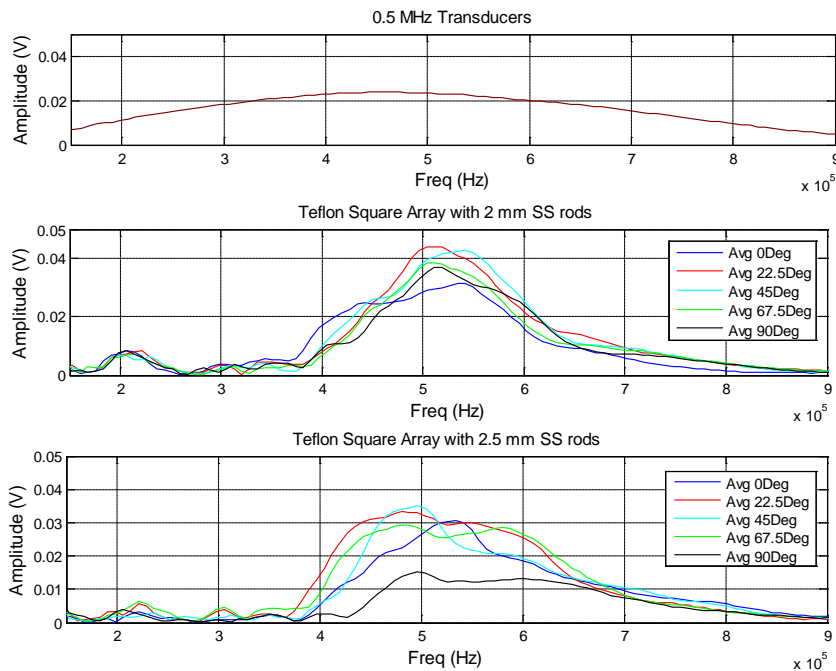 0.5 MHz Transducers
Amplitude (V)
0.04
0.02
0
2 3 4 5 6 7 8 9
x 10^5
Freq (Hz)
Teflon Square Array with 2 mm SS rods
Amplitude (V)
0.05
0.04
0.02
0
2 3 4 5 6 7 8 9
x 10^5
Freq (Hz)
Avg 0Deg
Avg 22.5Deg
Avg 45Deg
Avg 67.5Deg
Avg 90Deg
Teflon Square Array with 2.5 mm SS rods
Amplitude (V)
0.05
0.04
0.03
0.02
0.01
0
2 3 4 5 6 7 8 9
x 10^5
Freq (Hz)
Avg 0Deg
Avg 22.5Deg
Avg 45Deg
Avg 67.5Deg
Avg 90Deg